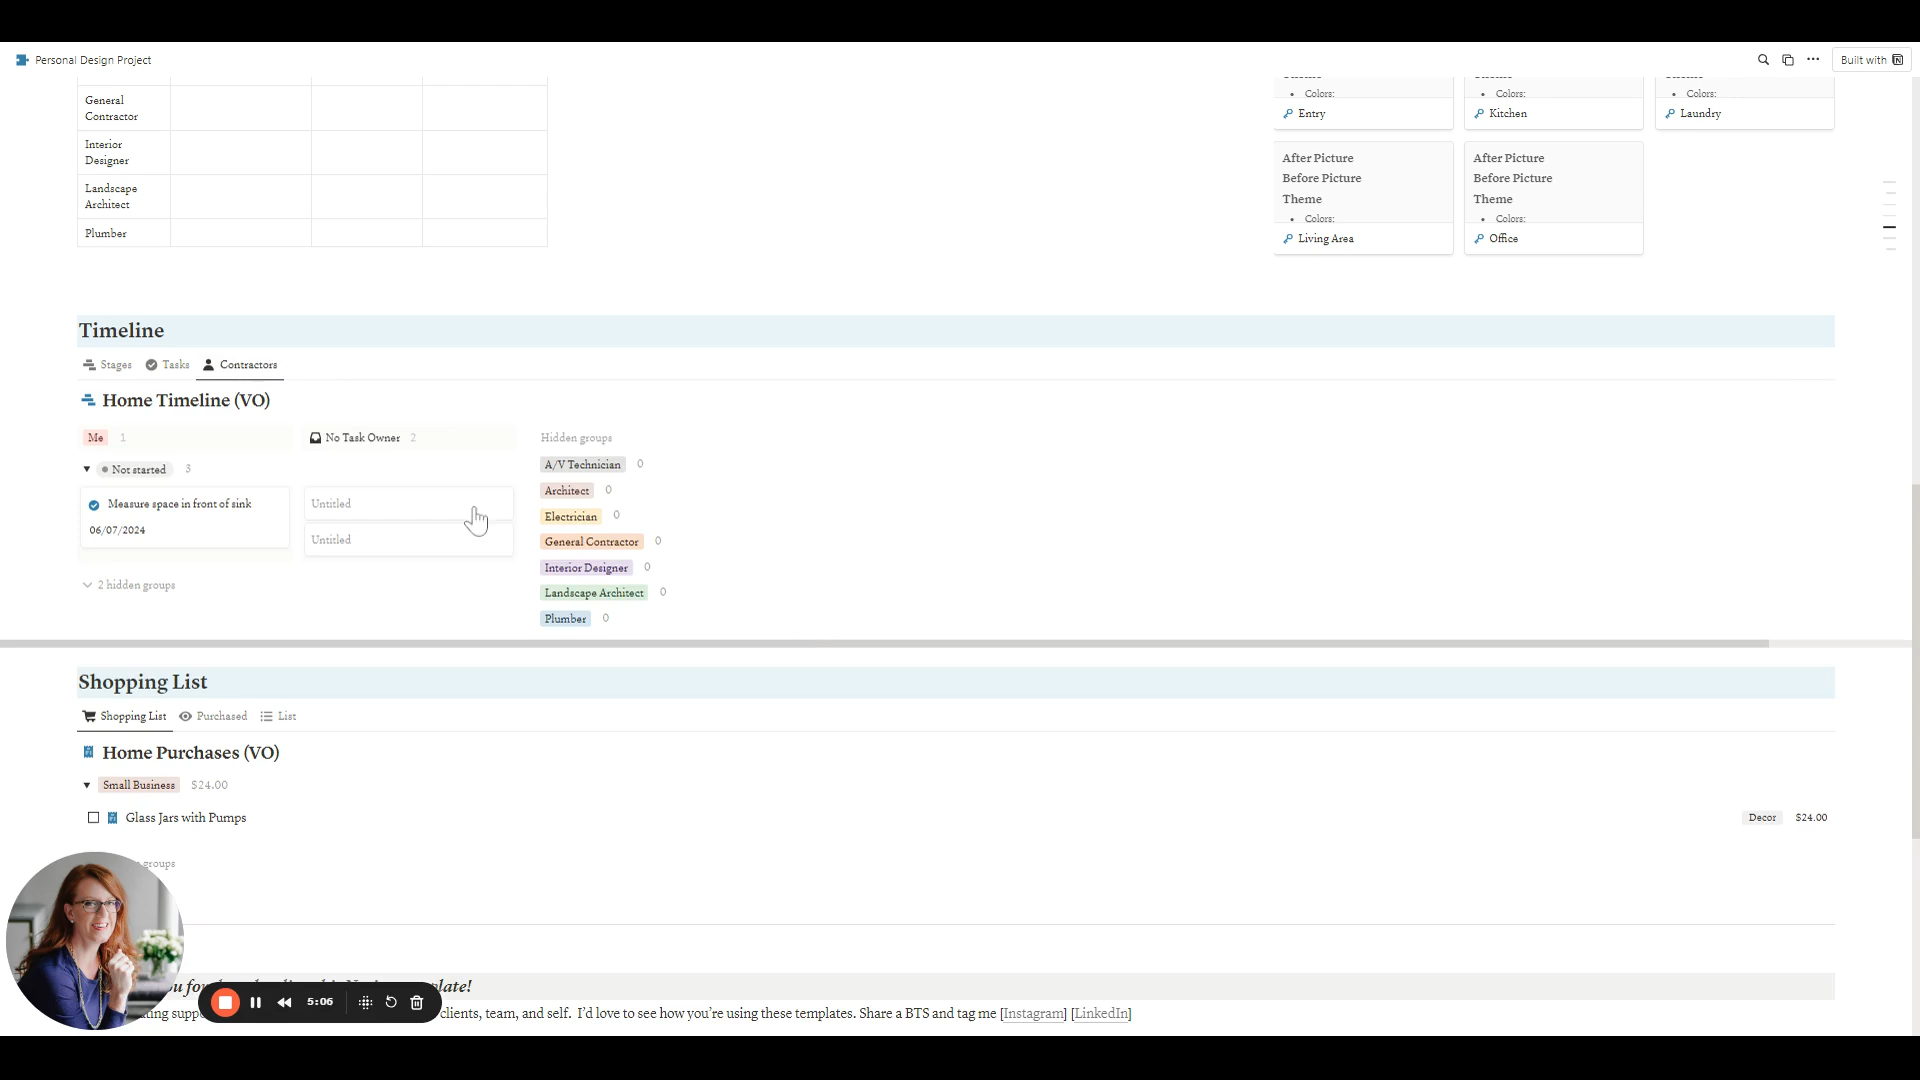 Personal Design Project
Built with
General
Contractor
Interior
Designer
Landscape
Architect
Plumber
Colors:
Entry
Colors:
Kitchen
Colors:
Laundry
After Picture
Before Picture
Theme
Colors:
Living Area
After Picture
Before Picture
Theme
Colors:
Office
Timeline
Stages Tasks Contractors
Home Timeline (VO)
Me 1
No Task Owner 2
Hidden groups
Not started 3
Measure space in front of sink
06/07/2024
Untitled
Untitled
2 hidden groups
A/V Technician 0
Architect 0
Electrician 0
General Contractor 0
Interior Designer 0
Landscape Architect 0
Plumber 0
Shopping List
Shopping List Purchased List
Home Purchases (VO)
Small Business $24.00
Glass Jars with Pumps Decor $24.00
groups
5:06
clients, team, and self. I'd love to see how you're using these templates. Share a BTS and tag me [Instagram] [LinkedIn]